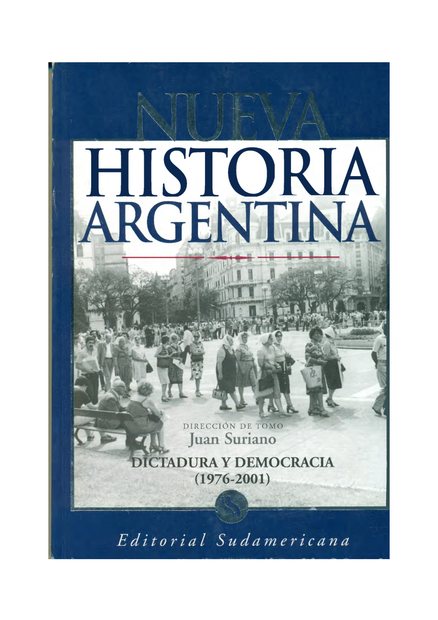 NUEVA
HISTORIA
ARGENTINA
DIRECCIÓN DE TOMO
Juan Suriano
DICTADURA Y DEMOCRACIA
(1976-2001)
Editorial Sudamericana